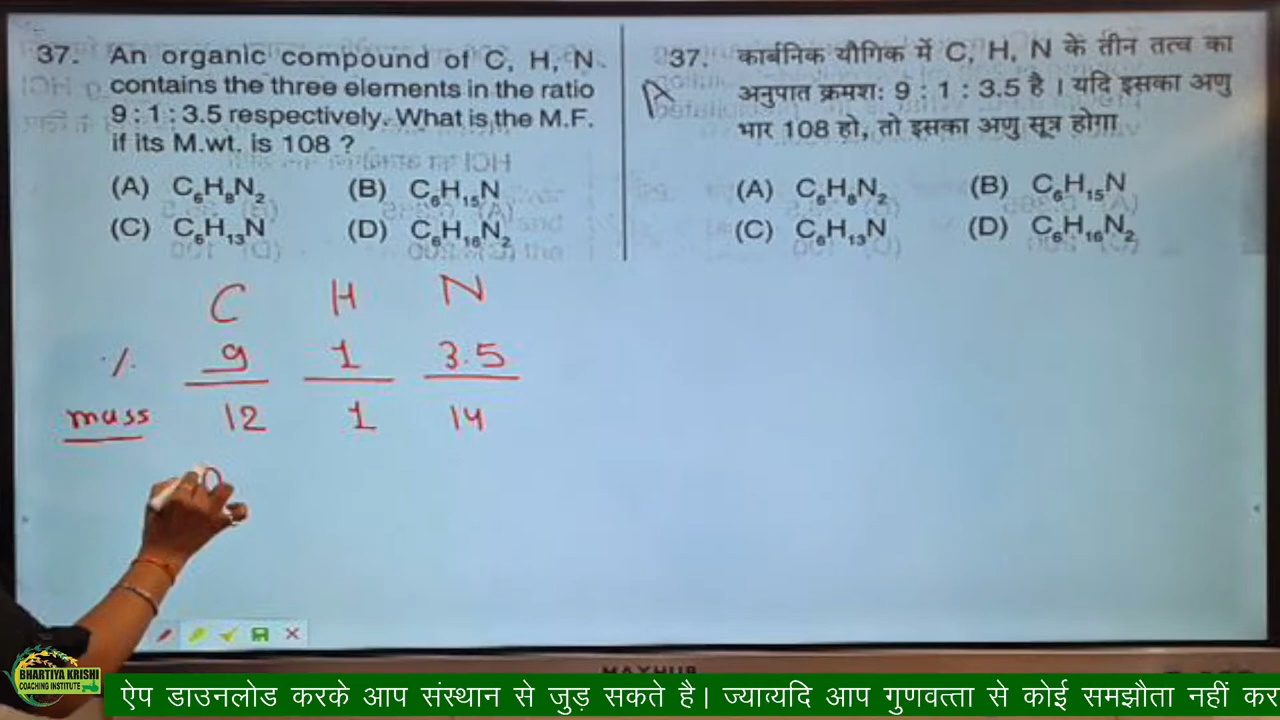 37. An organic compound of C, H, N
contains the three elements in the ratio
9 : 1 : 3.5 respectively. What is the M.F.
if its M.wt. is 108 ?
(A) C₆H₈N₂ (B) C₆H₁₅N
(C) C₆H₁₃N (D) C₆H₁₆N₂
37. कार्बनिक यौगिक में C, H, N के तीन तत्व का
अनुपात क्रमश: 9 : 1 : 3.5 है । यदि इसका अणु
भार 108 हो, तो इसका अणु सूत्र होगा
(A) C₆H₈N₂ (B) C₆H₁₅N
(C) C₆H₁₃N (D) C₆H₁₆N₂
A
C H N
% 9 1 3.5
mass 12 1 14
0
BHARTIYA KRISHI
COACHING INSTITUTE
ऐप डाउनलोड करके आप संस्थान से जुड़ सकते है। ज्याव्यदि आप गुणवत्ता से कोई समझौता नहीं कर